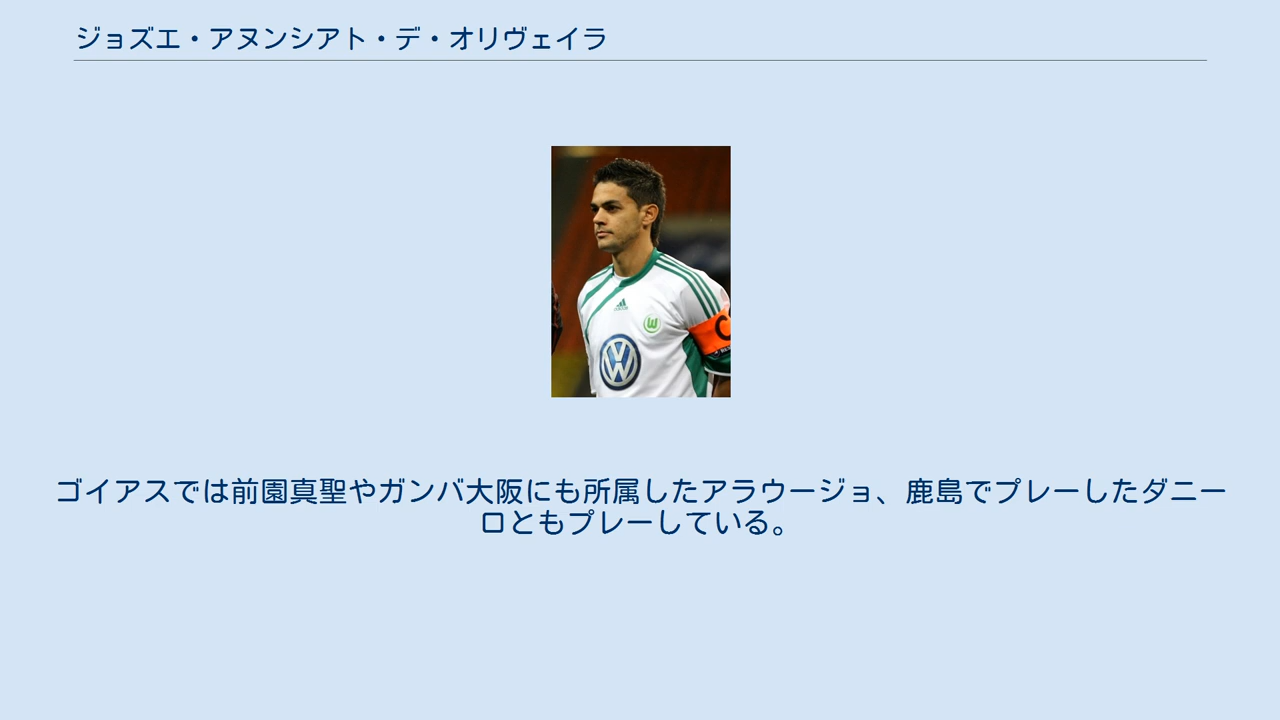 ジョズエ・アヌンシアト・デ・オリヴェイラ
adidas
W
C
ゴイアスでは前園真聖やガンバ大阪にも所属したアラウージョ、鹿島でプレーしたダニー
ロともプレーしている。